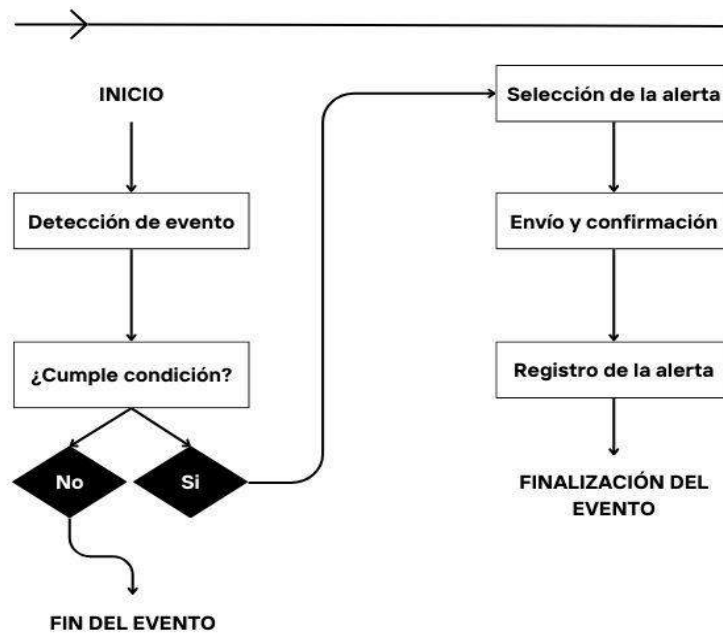 INICIO
Detección de evento
¿Cumple condición?
No
Si
FIN DEL EVENTO
Selección de la alerta
Envío y confirmación
Registro de la alerta
FINALIZACIÓN DEL
EVENTO